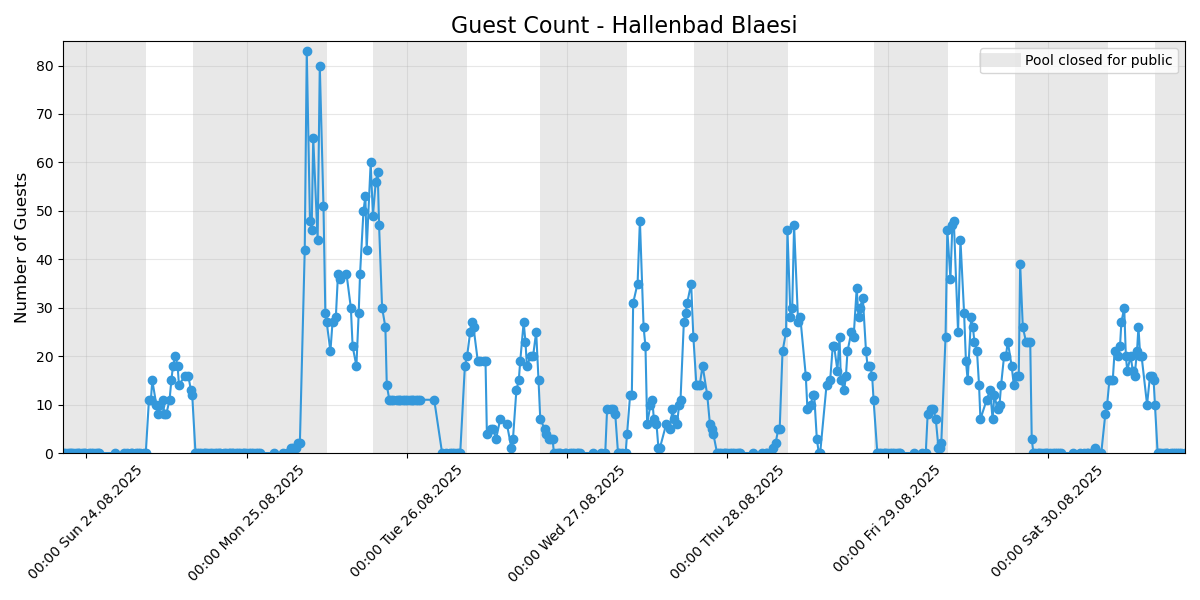 Guest Count - Hallenbad Blaesi
Pool closed for public
Number of Guests
80
70
60
50
40
30
20
10
0
00:00 Sun 24.08.2025
00:00 Mon 25.08.2025
00:00 Tue 26.08.2025
00:00 Wed 27.08.2025
00:00 Thu 28.08.2025
00:00 Fri 29.08.2025
00:00 Sat 30.08.2025